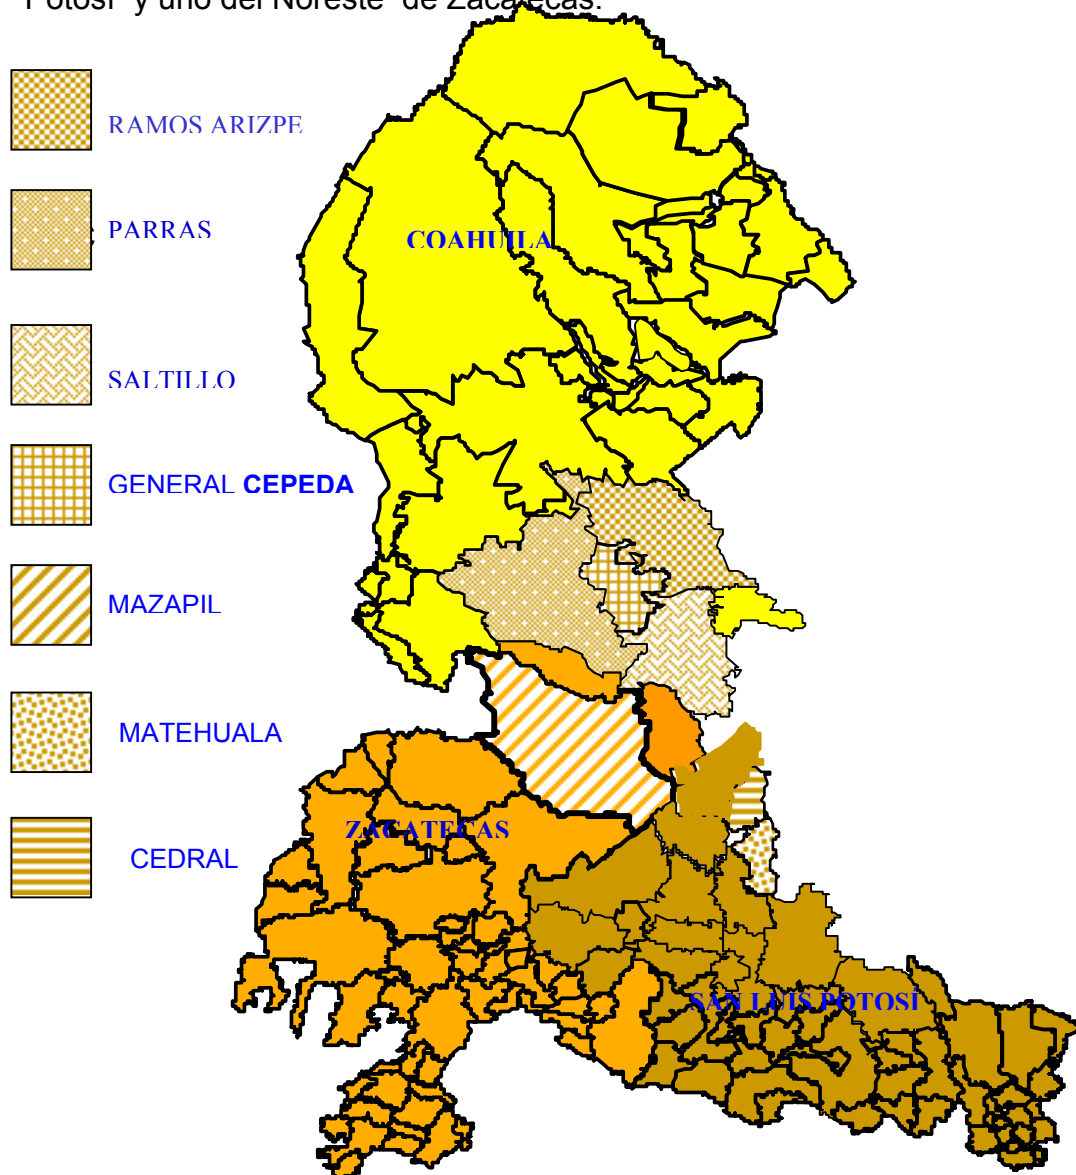 Potosí y uno del Noreste de Zacatecas.
RAMOS ARIZPE
PARRAS
COAHUILA
SALTILLO
GENERAL CEPEDA
MAZAPIL
MATEHUALA
ZACATECAS
CEDRAL
SAN LUIS POTOSÍ